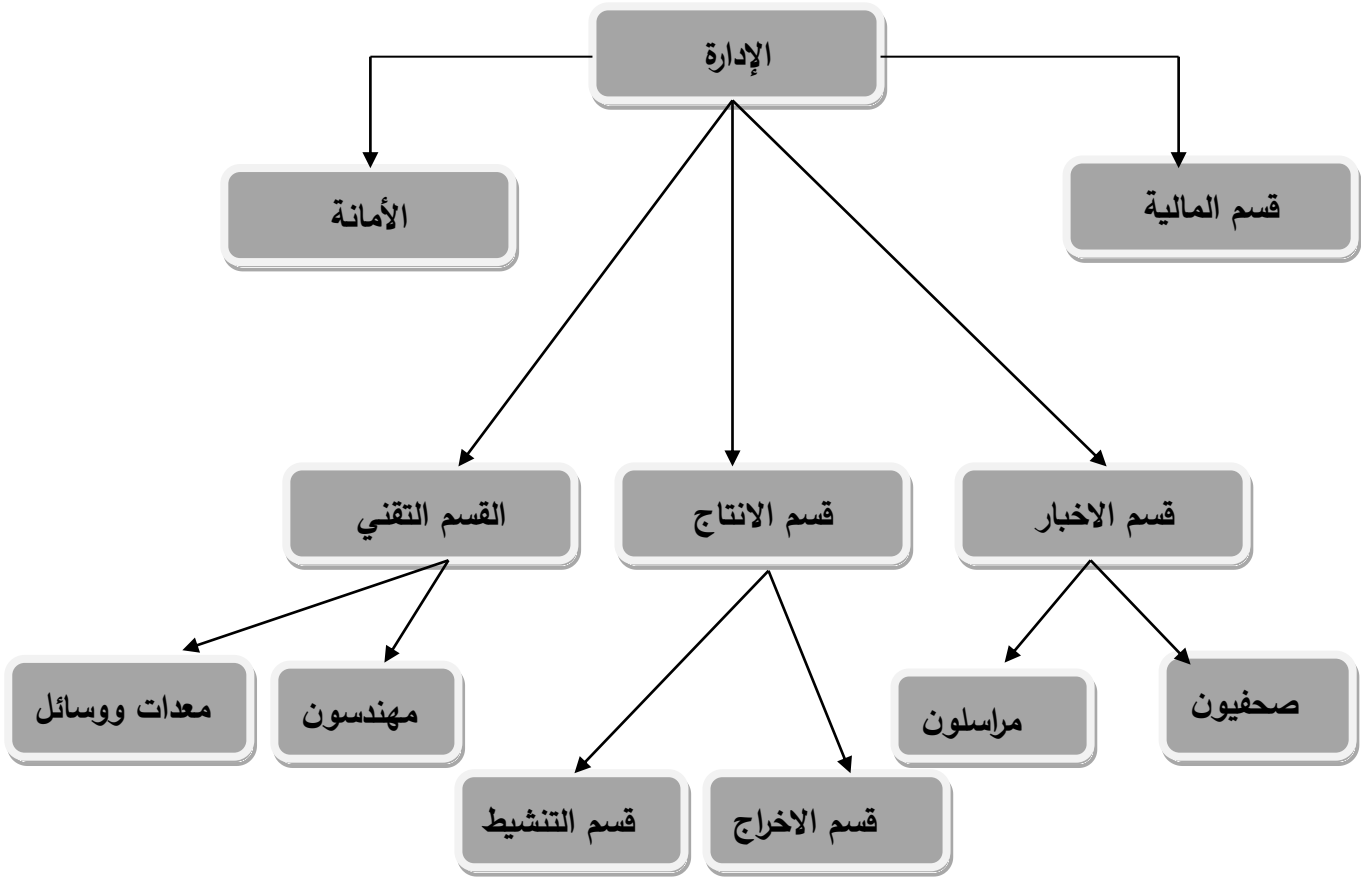 الإدارة
قسم المالية
الأمانة
قسم الاخبار
قسم الانتاج
القسم التقني
صحفيون
مراسلون
مهندسون
معدات ووسائل
قسم الاخراج
قسم التنشيط